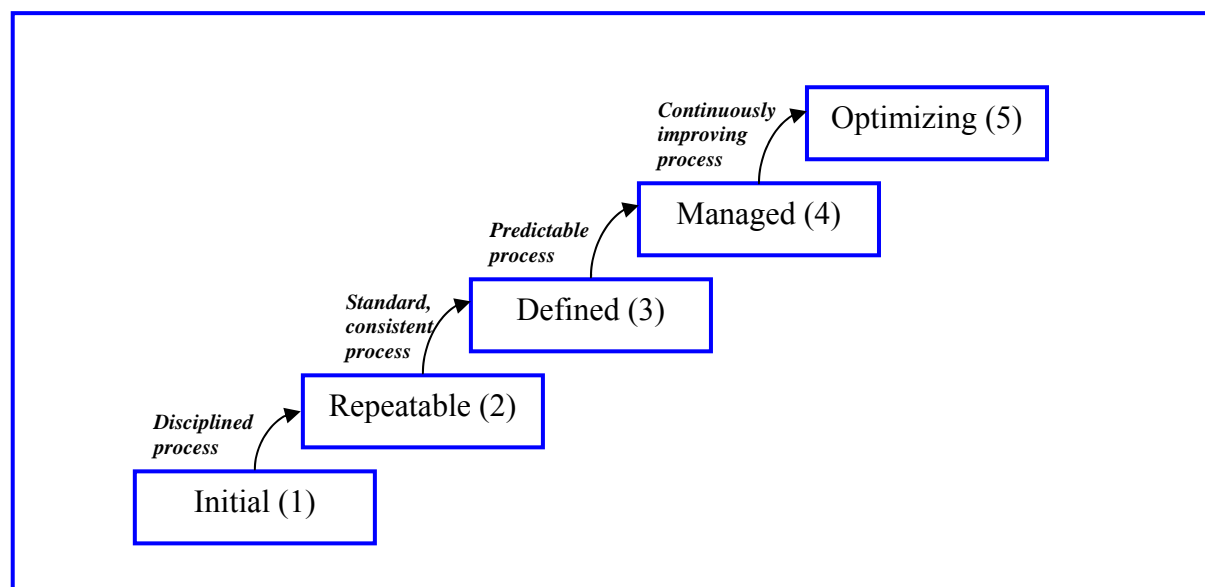 Continuously
improving
process
Optimizing (5)
Predictable
process
Managed (4)
Standard,
consistent
process
Defined (3)
Disciplined
process
Repeatable (2)
Initial (1)